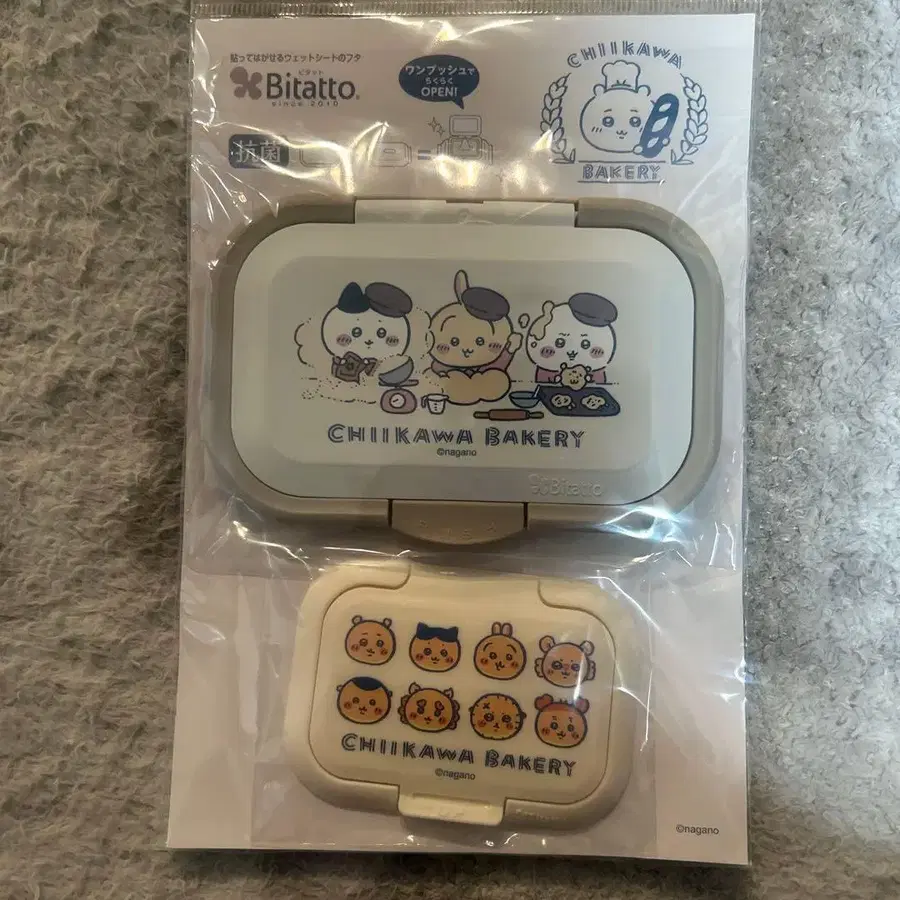 貼ってはがせるウェットシートのフタ
ビタット
Bitatto®
since 2010
ワンプッシュで
らくらく
OPEN!
抗菌
=
CHIIKAWA
BAKERY
CHIIKAWA BAKERY
©nagano
Bitatto
PUSH
CHIIKAWA BAKERY
©nagano
©nagano